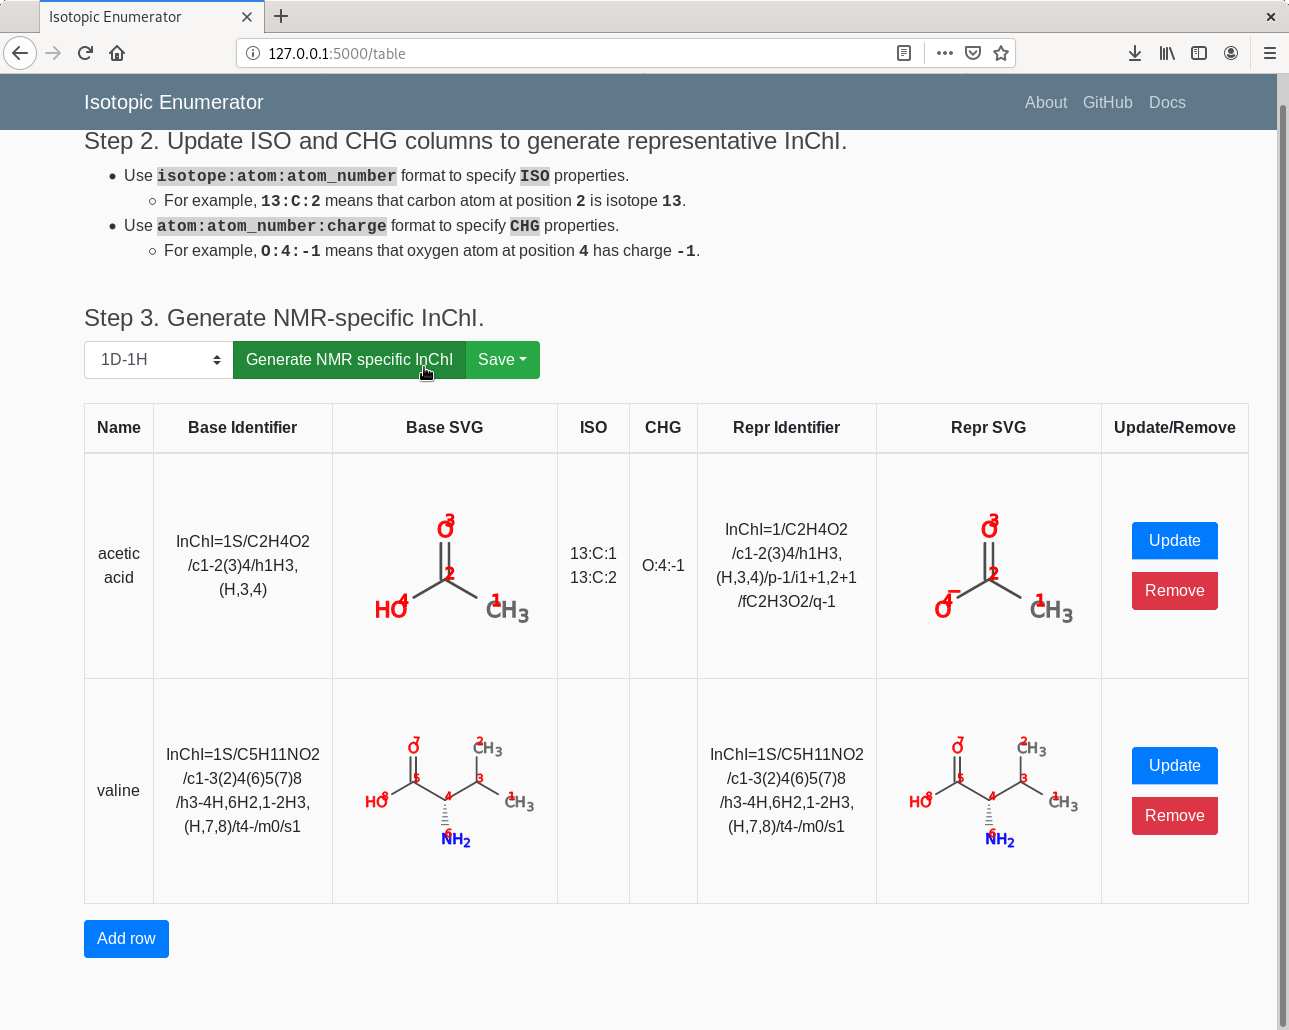 Isotopic Enumerator
127.0.0.1:5000/table
Isotopic Enumerator
About GitHub Docs
Step 2. Update ISO and CHG columns to generate representative InChI.
• Use isotope:atom:atom_number format to specify ISO properties.
○ For example, 13:C:2 means that carbon atom at position 2 is isotope 13.
• Use atom:atom_number:charge format to specify CHG properties.
○ For example, O:4:-1 means that oxygen atom at position 4 has charge -1.
Step 3. Generate NMR-specific InChI.
1D-1H Generate NMR specific InChI Save
Name Base Identifier Base SVG ISO CHG Repr Identifier Repr SVG Update/Remove
acetic
acid
InChI=1S/C2H4O2
/c1-2(3)4/h1H3,
(H,3,4)
3
O
2
HO
4
1
CH3
13:C:1
13:C:2
O:4:-1
InChI=1/C2H4O2
/c1-2(3)4/h1H3,
(H,3,4)/p-1/i1+1,2+1
/fC2H3O2/q-1
3
O
2
O
4
−
1
CH3
Update
Remove
valine
InChI=1S/C5H11NO2
/c1-3(2)4(6)5(7)8
/h3-4H,6H2,1-2H3,
(H,7,8)/t4-/m0/s1
7
O
2
CH3
5
3
HO
8
4
1
CH3
6
NH2
InChI=1S/C5H11NO2
/c1-3(2)4(6)5(7)8
/h3-4H,6H2,1-2H3,
(H,7,8)/t4-/m0/s1
7
O
2
CH3
5
3
HO
8
4
1
CH3
6
NH2
Update
Remove
Add row